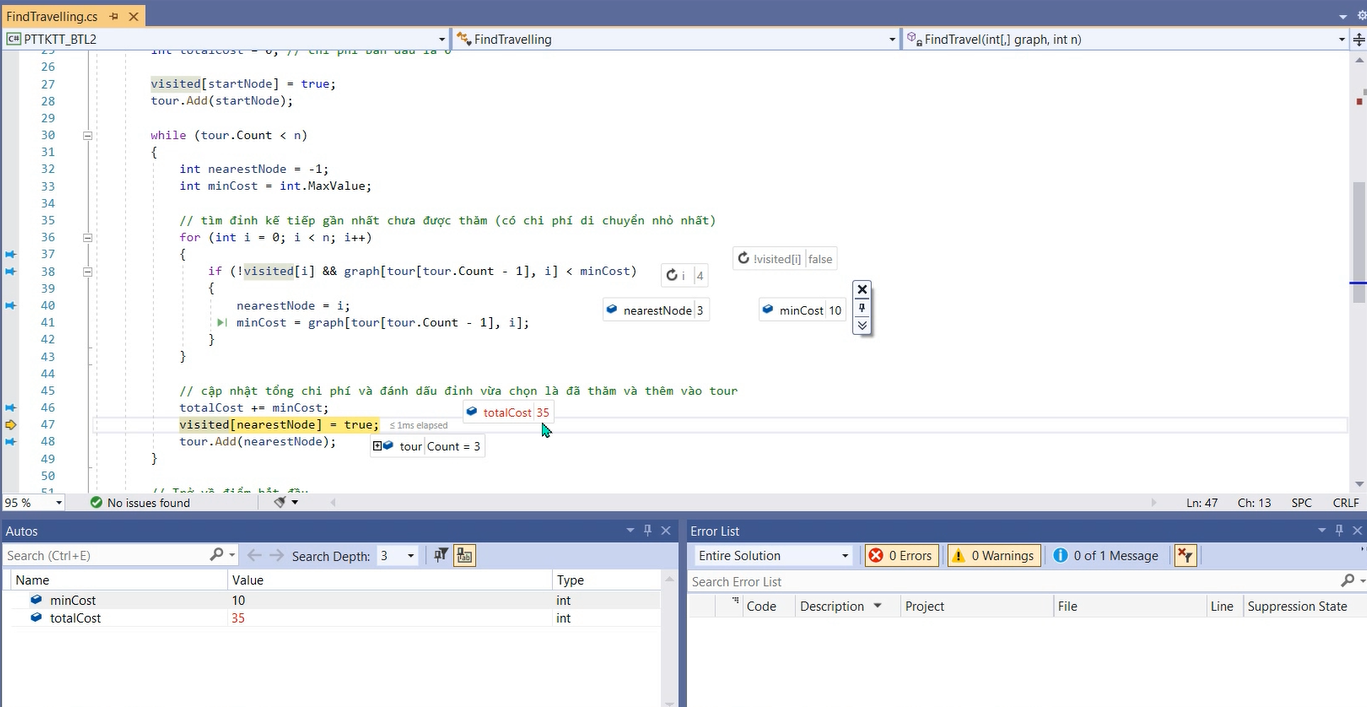 FindTravelling.cs
C# PTTKTT_BTL2
FindTravelling
FindTravel(int[,] graph, int n)
25 int totalCost = 0; // chi phí ban đầu là 0
26
27 visited[startNode] = true;
28 tour.Add(startNode);
29
30 while (tour.Count < n)
31 {
32 int nearestNode = -1;
33 int minCost = int.MaxValue;
34
35 // tìm đỉnh kế tiếp gần nhất chưa được thăm (có chi phí di chuyển nhỏ nhất)
36 for (int i = 0; i < n; i++)
37 {
!visited[i] false
38 if (!visited[i] && graph[tour[tour.Count - 1], i] < minCost)
i 4
39 {
40 nearestNode = i;
nearestNode 3
minCost 10
41 minCost = graph[tour[tour.Count - 1], i];
42 }
43 }
44
45 // cập nhật tổng chi phí và đánh dấu đỉnh vừa chọn là đã thăm và thêm vào tour
46 totalCost += minCost;
totalCost 35
47 visited[nearestNode] = true; ≤ 1ms elapsed
48 tour.Add(nearestNode);
tour Count = 3
49 }
50
51 // Trở về điểm bắt đầu
95 % No issues found Ln: 47 Ch: 13 SPC CRLF
Autos
Search (Ctrl+E) Search Depth: 3
Name Value Type
minCost 10 int
totalCost 35 int
Error List
Entire Solution 0 Errors 0 Warnings 0 of 1 Message
Search Error List
Code Description Project File Line Suppression State